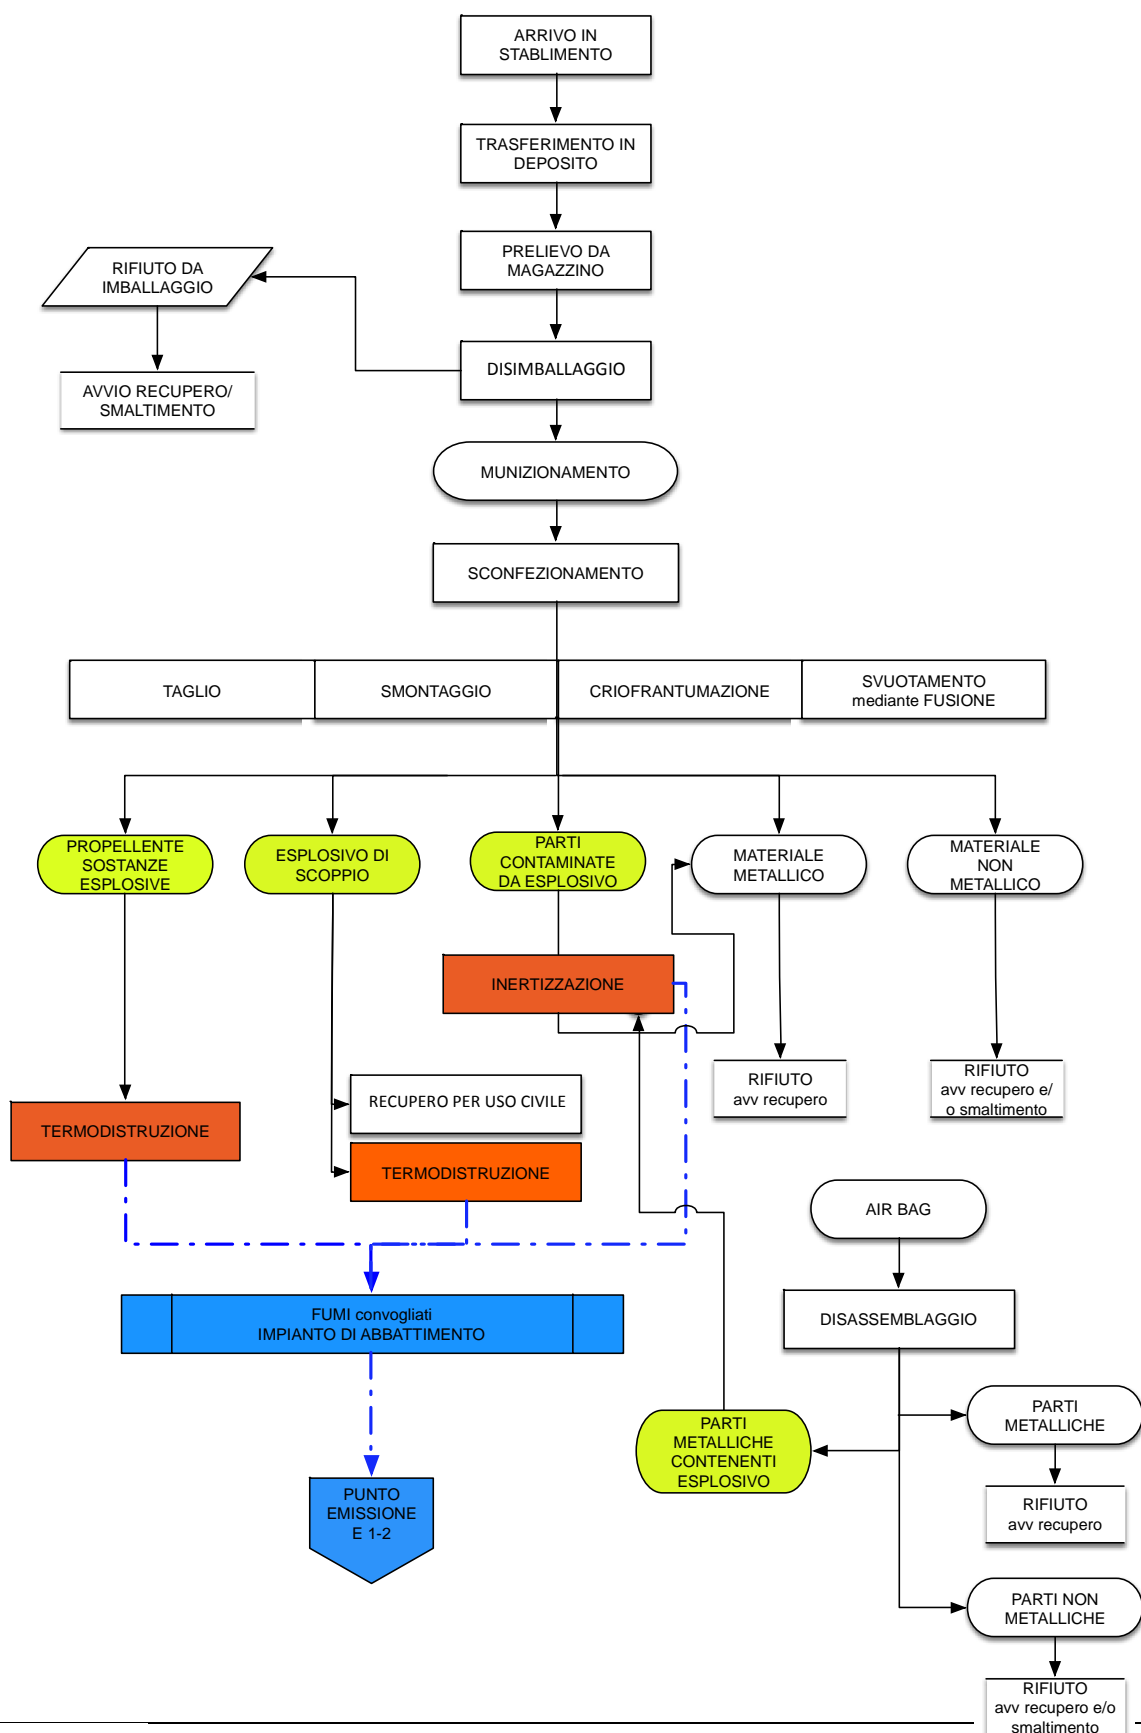 ARRIVO IN
STABLIMENTO
TRASFERIMENTO IN
DEPOSITO
PRELIEVO DA
MAGAZZINO
RIFIUTO DA
IMBALLAGGIO
DISIMBALLAGGIO
AVVIO RECUPERO/
SMALTIMENTO
MUNIZIONAMENTO
SCONFEZIONAMENTO
TAGLIO
SMONTAGGIO
CRIOFRANTUMAZIONE
SVUOTAMENTO
mediante FUSIONE
PROPELLENTE
SOSTANZE
ESPLOSIVE
ESPLOSIVO DI
SCOPPIO
PARTI
CONTAMINATE
DA ESPLOSIVO
MATERIALE
METALLICO
MATERIALE
NON
METALLICO
INERTIZZAZIONE
RIFIUTO
avv recupero
RIFIUTO
avv recupero e/
o smaltimento
RECUPERO PER USO CIVILE
TERMODISTRUZIONE
TERMODISTRUZIONE
AIR BAG
FUMI convogliati
IMPIANTO DI ABBATTIMENTO
DISASSEMBLAGGIO
PARTI
METALLICHE
PARTI
METALLICHE
CONTENENTI
ESPLOSIVO
PUNTO
EMISSIONE
E 1-2
RIFIUTO
avv recupero
PARTI NON
METALLICHE
RIFIUTO
avv recupero e/o
smaltimento